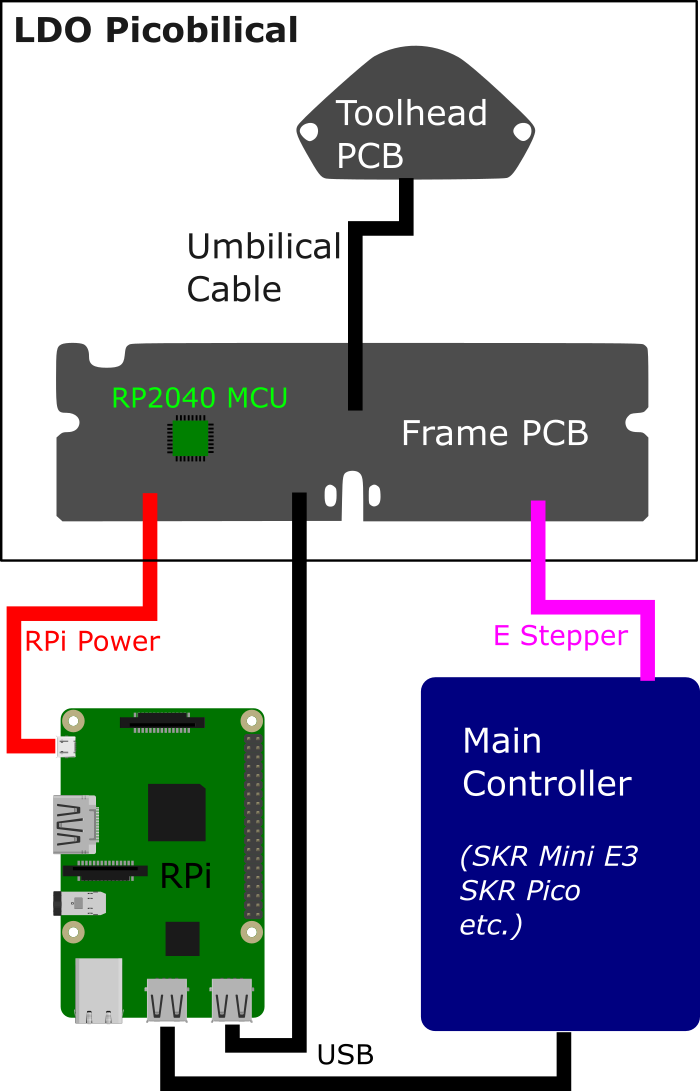 LDO Picobilical
Toolhead
PCB
Umbilical
Cable
RP2040 MCU
Frame PCB
RPi Power
E Stepper
Main
Controller
(SKR Mini E3
SKR Pico
etc.)
RPi
USB